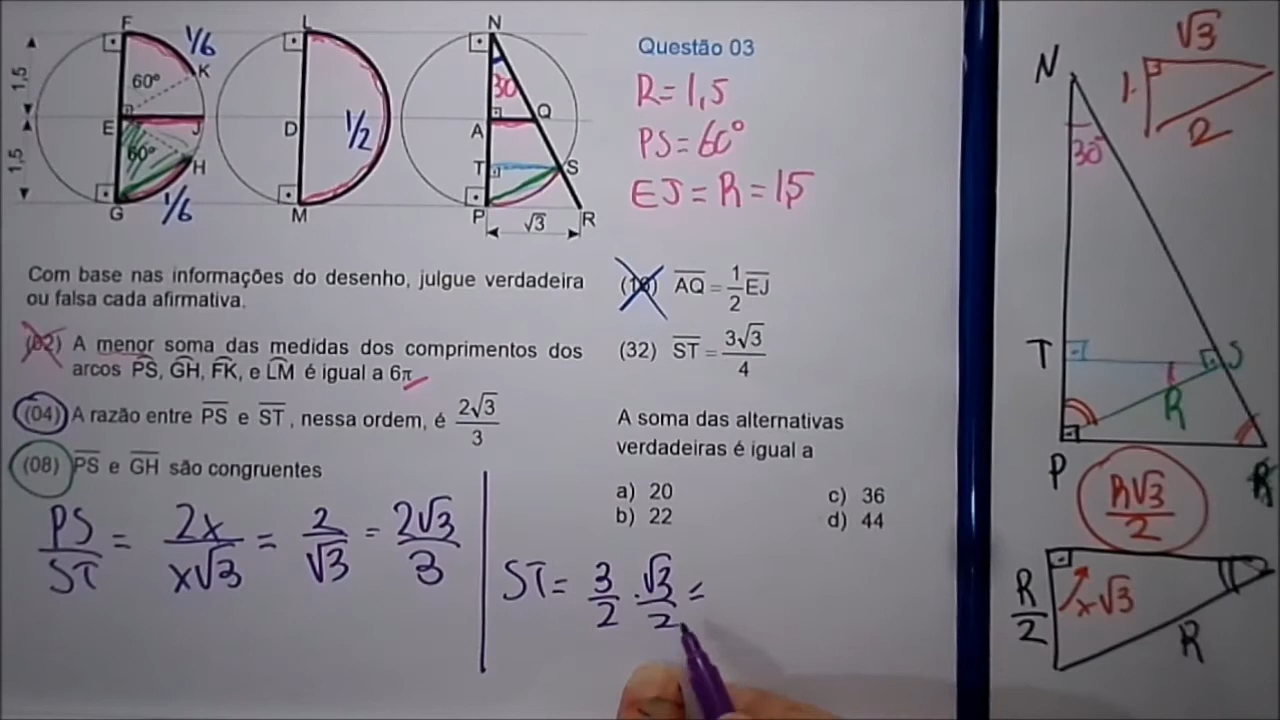 F
1/6
K
60º
1,5
E
J
60º
1,5
H
G
1/6
L
D
1/2
M
N
30
A
Q
T
S
P
R
√3
Questão 03
R=1,5
PS=60°
EJ=R=1,5
Com base nas informações do desenho, julgue verdadeira
ou falsa cada afirmativa.
(02) A menor soma das medidas dos comprimentos dos
arcos PS, GH, FK, e LM é igual a 6π
(04) A razão entre PS e ST, nessa ordem, é 2√3/3
(08) PS e GH são congruentes
PS/ST = 2x/x√3 = 2/√3 = 2√3/3
(16) AQ = 1/2 EJ
(32) ST = 3√3/4
A soma das alternativas
verdadeiras é igual a
a) 20
b) 22
c) 36
d) 44
ST = 3/2 . √3/2 =
√3
1
2
N
30°
T
S
R
P
R
R√3/2
R/2
x√3
R